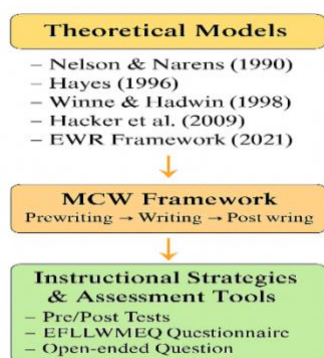 Theoretical Models
– Nelson & Narens (1990)
– Hayes (1996)
– Winne & Hadwin (1998)
– Hacker et al. (2009)
– EWR Framework (2021)
MCW Framework
Prewriting → Writing → Post wring
Instructional Strategies
& Assessment Tools
– Pre/Post Tests
– EFLLWMEQ Questionnaire
– Open-ended Question